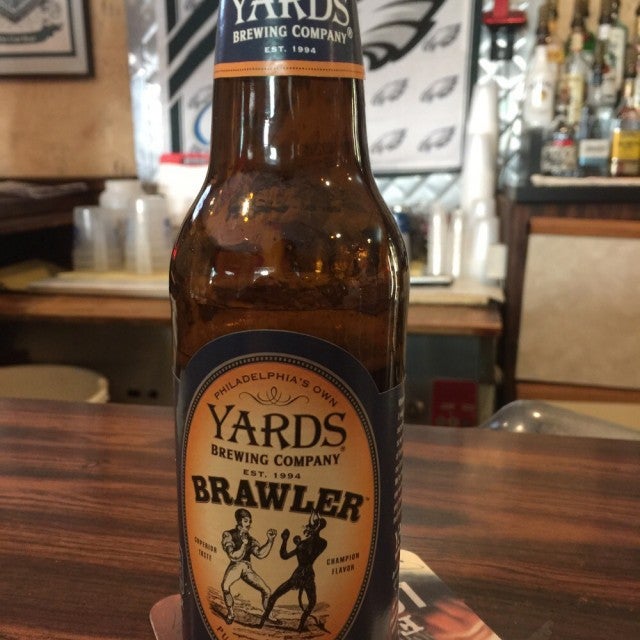 YARDS
BREWING COMPANY
EST. 1994
PHILADELPHIA'S OWN
YARDS
BREWING COMPANY
EST. 1994
BRAWLER
SUPERIOR TASTE
CHAMPION FLAVOR